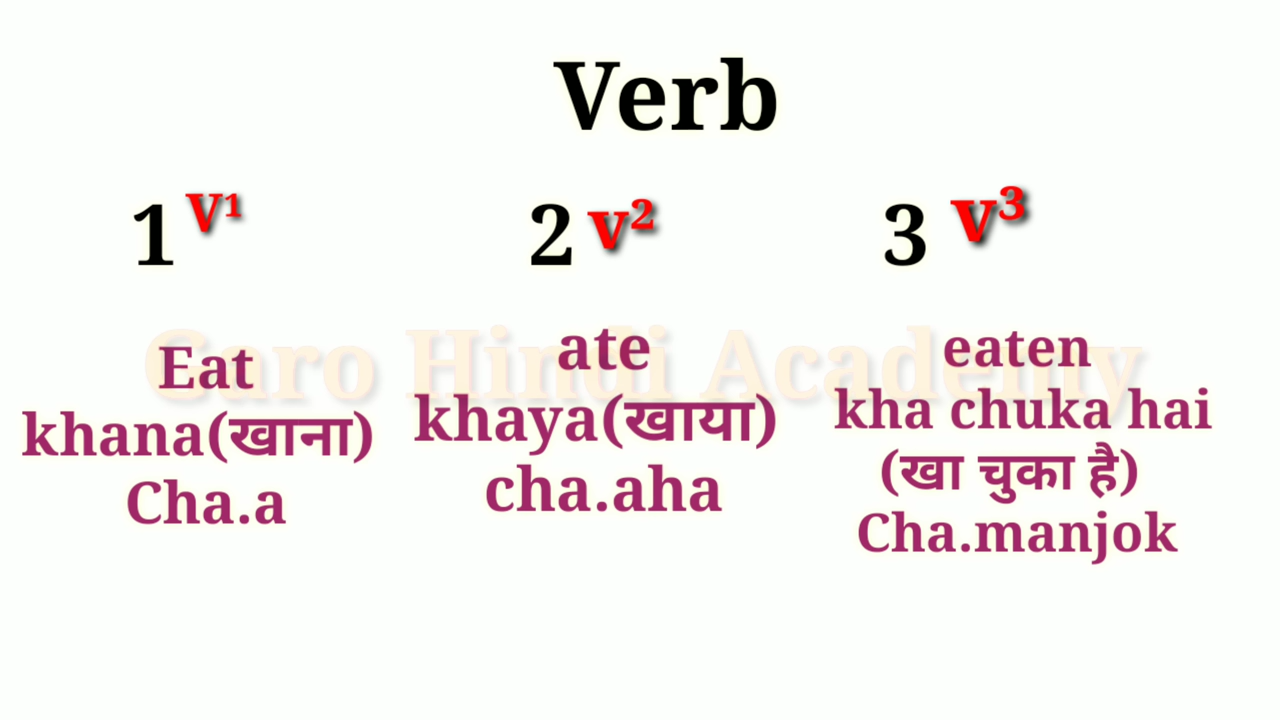 Verb
1 V¹
2 v²
3 v³
Garo Hindi Academy
Eat
khana(खाना)
Cha.a
ate
khaya(खाया)
cha.aha
eaten
kha chuka hai
(खा चुका है)
Cha.manjok